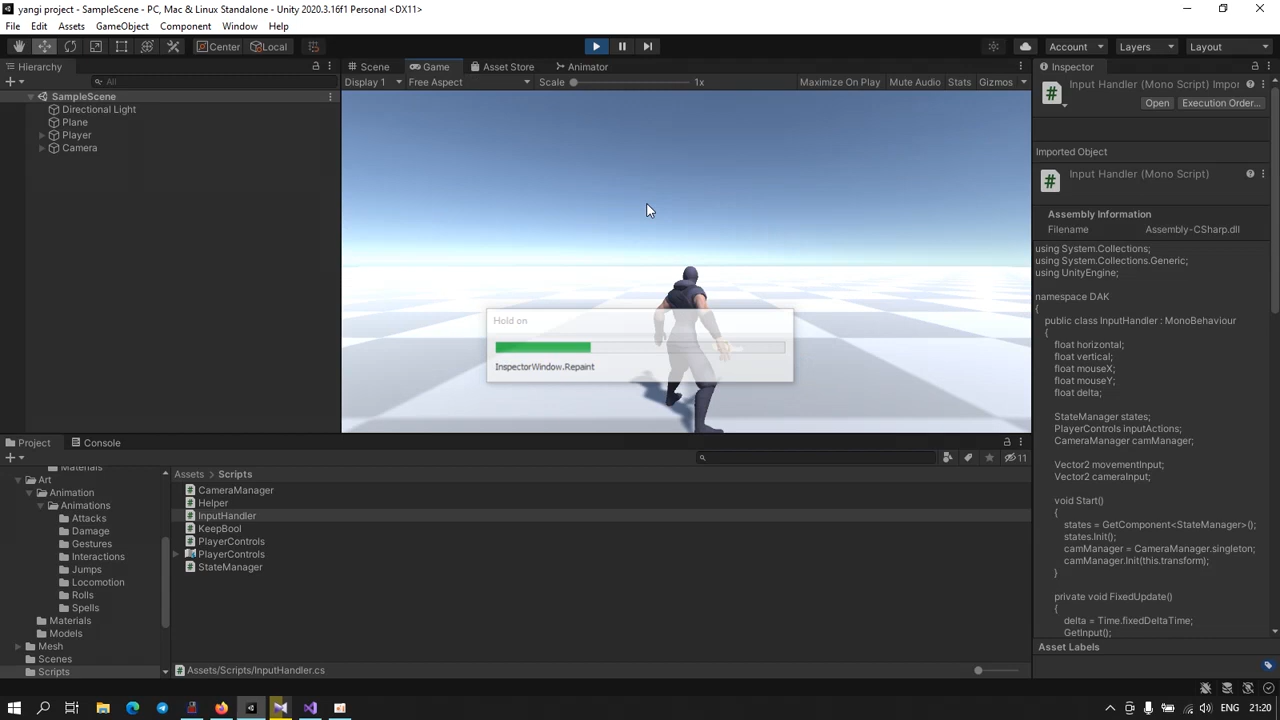 yangi project - SampleScene - PC, Mac & Linux Standalone - Unity 2020.3.16f1 Personal <DX11>
File Edit Assets GameObject Component Window Help
Center Local Account Layers Layout
Hierarchy Scene Game Asset Store Animator Inspector
All Display 1 Free Aspect Scale 1x Maximize On Play Mute Audio Stats Gizmos
Input Handler (Mono Script) Impor
Open Execution Order...
SampleScene
Directional Light
Plane
Player
Camera
Imported Object
Input Handler (Mono Script)
Assembly Information
Filename Assembly-CSharp.dll
using System.Collections;
using System.Collections.Generic;
using UnityEngine;
namespace DAK
{
public class InputHandler : MonoBehaviour
{
float horizontal;
float vertical;
float mouseX;
float mouseY;
float delta;
StateManager states;
PlayerControls inputActions;
CameraManager camManager;
Vector2 movementInput;
Vector2 cameraInput;
void Start()
{
states = GetComponent<StateManager>();
states.Init();
camManager = CameraManager.singleton;
camManager.Init(this.transform);
}
private void FixedUpdate()
{
delta = Time.fixedDeltaTime;
GetInput();
Asset Labels
Hold on
InspectorWindow.Repaint
Project Console
11
Materials
Art
Animation
Animations
Attacks
Damage
Gestures
Interactions
Jumps
Locomotion
Rolls
Spells
Materials
Models
Mesh
Scenes
Scripts
Assets Scripts
CameraManager
Helper
InputHandler
KeepBool
PlayerControls
PlayerControls
StateManager
Assets/Scripts/InputHandler.cs
ENG 21:20